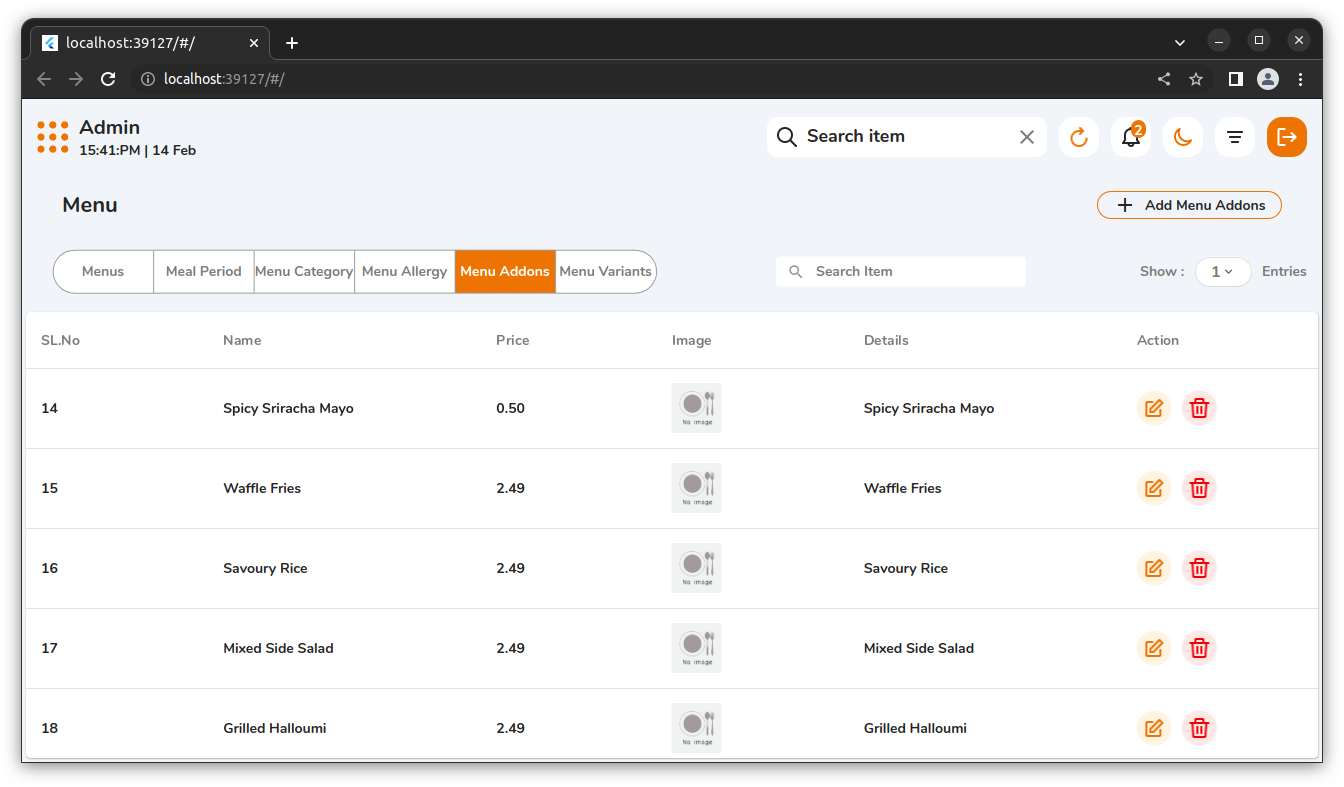 localhost:39127/#/
localhost:39127/#/
Admin
15:41:PM | 14 Feb
Search item
2
Menu
Add Menu Addons
Menus Meal Period Menu Category Menu Allergy Menu Addons Menu Variants
Search Item
Show : 1 Entries
SL.No Name Price Image Details Action
14 Spicy Sriracha Mayo 0.50 No image Spicy Sriracha Mayo
15 Waffle Fries 2.49 No image Waffle Fries
16 Savoury Rice 2.49 No image Savoury Rice
17 Mixed Side Salad 2.49 No image Mixed Side Salad
18 Grilled Halloumi 2.49 No image Grilled Halloumi